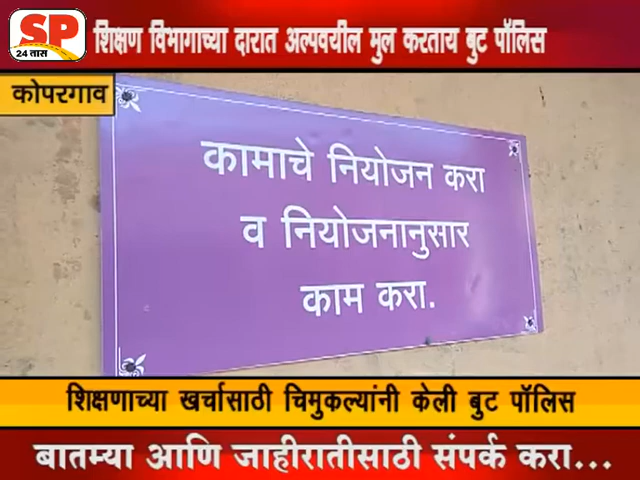 SP
24 तास
शिक्षण विभागाच्या दारात अल्पवयील मुल करताय बुट पॉलिस
कोपरगाव
कामाचे नियोजन करा
व नियोजनानुसार
काम करा.
शिक्षणाच्या खर्चासाठी चिमुकल्यांनी केली बुट पॉलिस
बातम्या आणि जाहीरातीसाठी संपर्क करा...